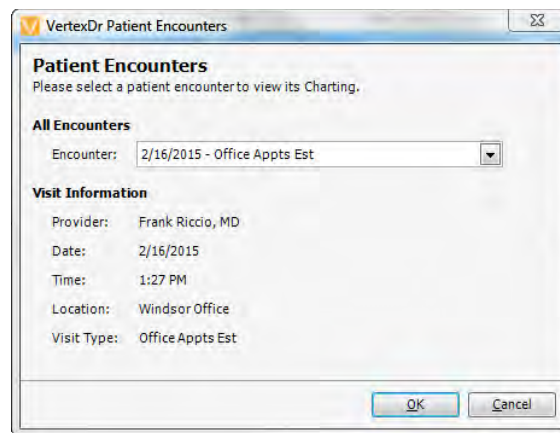 VertexDr Patient Encounters
Patient Encounters
Please select a patient encounter to view its Charting.
All Encounters
Encounter: 2/16/2015 - Office Appts Est
Visit Information
Provider: Frank Riccio, MD
Date: 2/16/2015
Time: 1:27 PM
Location: Windsor Office
Visit Type: Office Appts Est
OK Cancel